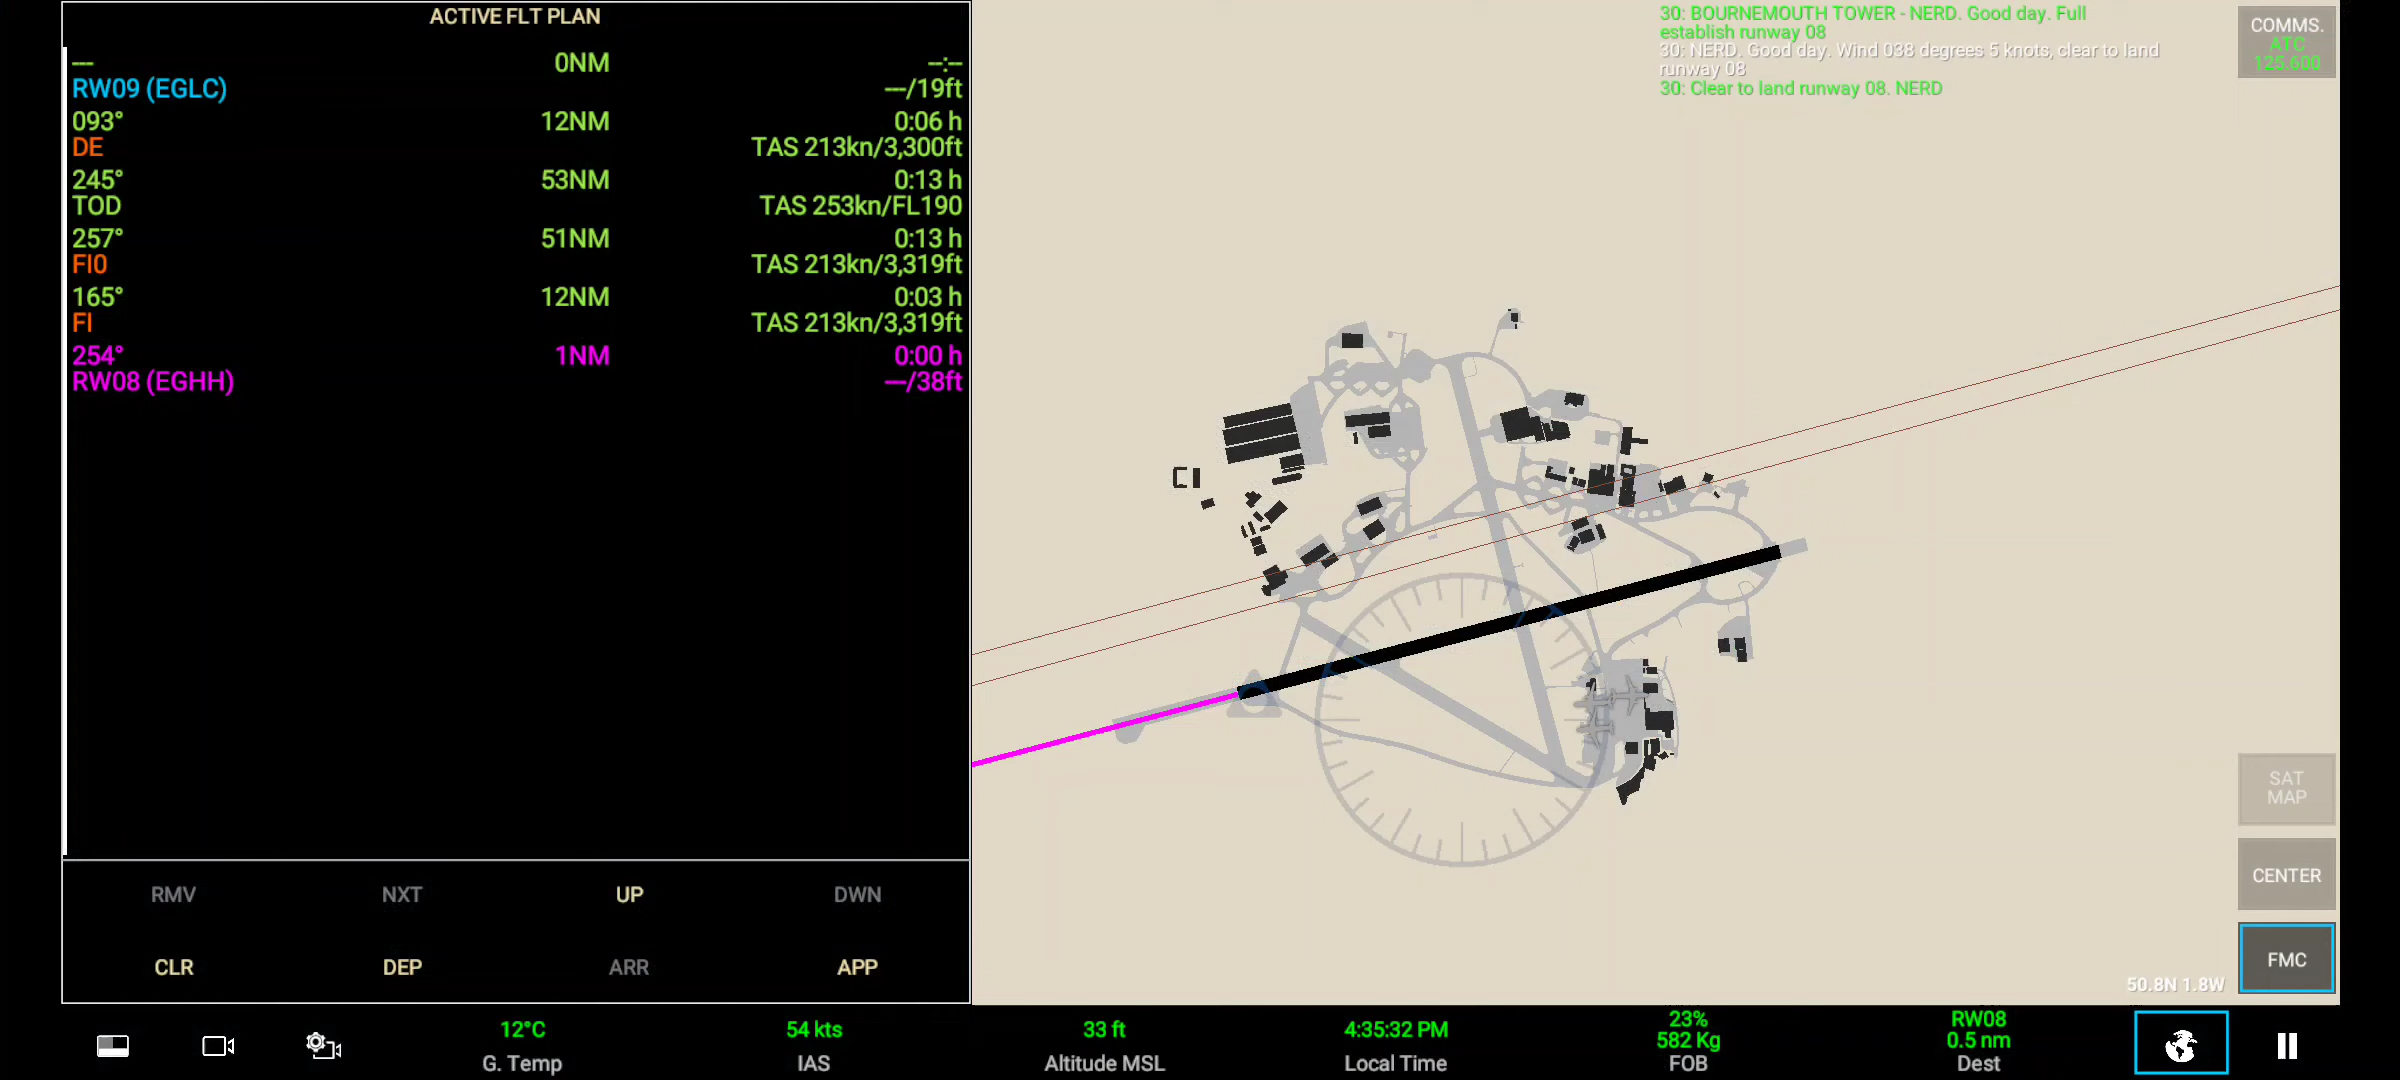 ACTIVE FLT PLAN
--- 0NM --:--
RW09 (EGLC) ---/19ft
093° 12NM 0:06 h
DE TAS 213kn/3,300ft
245° 53NM 0:13 h
TOD TAS 253kn/FL190
257° 51NM 0:13 h
FI0 TAS 213kn/3,319ft
165° 12NM 0:03 h
FI TAS 213kn/3,319ft
254° 1NM 0:00 h
RW08 (EGHH) ---/38ft
RMV NXT UP DWN
CLR DEP ARR APP
30: BOURNEMOUTH TOWER - NERD. Good day. Full
establish runway 08
30: NERD. Good day. Wind 038 degrees 5 knots, clear to land
runway 08
30: Clear to land runway 08. NERD
COMMS.
ATC
125.600
SAT
MAP
CENTER
FMC
50.8N 1.8W
12°C
G. Temp
54 kts
IAS
33 ft
Altitude MSL
4:35:32 PM
Local Time
23%
582 Kg
FOB
RW08
0.5 nm
Dest